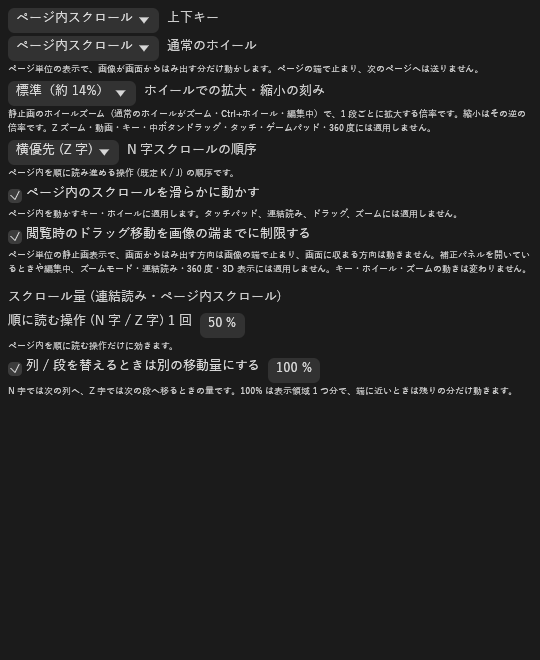 ページ内スクロール 上下キー
ページ内スクロール 通常のホイール
ページ単位の表示で、画像が画面からはみ出す分だけ動かします。ページの端で止まり、次のページへは送りません。
標準（約 14%） ホイールでの拡大・縮小の刻み
静止画のホイールズーム（通常のホイールがズーム・Ctrl+ホイール・編集中）で、1 段ごとに拡大する倍率です。縮小はその逆の
倍率です。Z ズーム・動画・キー・中ボタンドラッグ・タッチ・ゲームパッド・360 度には適用しません。
横優先 (Z 字) N 字スクロールの順序
ページ内を順に読み進める操作 (既定 K / J) の順序です。
ページ内のスクロールを滑らかに動かす
ページ内を動かすキー・ホイールに適用します。タッチパッド、連結読み、ドラッグ、ズームには適用しません。
閲覧時のドラッグ移動を画像の端までに制限する
ページ単位の静止画表示で、画面からはみ出す方向は画像の端で止まり、画面に収まる方向は動きません。補正パネルを開いてい
るときや編集中、ズームモード・連結読み・360 度・3D 表示には適用しません。キー・ホイール・ズームの動きは変わりません。
スクロール量 (連結読み・ページ内スクロール)
順に読む操作 (N 字 / Z 字) 1 回 50 %
ページ内を順に読む操作だけに効きます。
列 / 段を替えるときは別の移動量にする 100 %
N 字では次の列へ、Z 字では次の段へ移るときの量です。100% は表示領域 1 つ分で、端に近いときは残りの分だけ動きます。